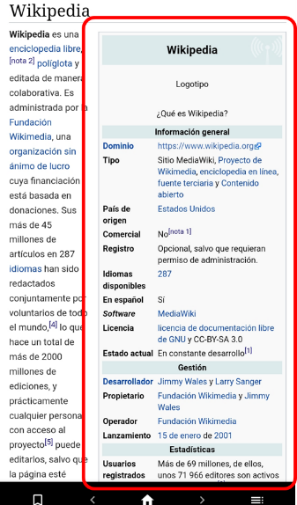 Wikipedia
Wikipedia es una
enciclopedia libre,
[nota 2] políglota y
editada de manera
colaborativa. Es
administrada por la
Fundación
Wikimedia, una
organización sin
ánimo de lucro
cuya financiación
está basada en
donaciones. Sus
más de 45
millones de
artículos en 287
idiomas han sido
redactados
conjuntamente por
voluntarios de todo
el mundo,[4] lo que
hace un total de
más de 2000
millones de
ediciones, y
prácticamente
cualquier persona
con acceso al
proyecto[5] puede
editarlos, salvo que
la página esté
Wikipedia
Logotipo
¿Qué es Wikipedia?
Información general
Dominio https://www.wikipedia.org
Tipo Sitio MediaWiki, Proyecto de
Wikimedia, enciclopedia en línea,
fuente terciaria y Contenido
abierto
País de
origen Estados Unidos
Comercial No[nota 1]
Registro Opcional, salvo que requieran
permiso de administración.
Idiomas
disponibles 287
En español Sí
Software MediaWiki
Licencia licencia de documentación libre
de GNU y CC-BY-SA 3.0
Estado actual En constante desarrollo[1]
Gestión
Desarrollador Jimmy Wales y Larry Sanger
Propietario Fundación Wikimedia y Jimmy
Wales
Operador Fundación Wikimedia
Lanzamiento 15 de enero de 2001
Estadísticas
Usuarios
registrados Más de 69 millones, de ellos,
unos 71 966 editores son activos